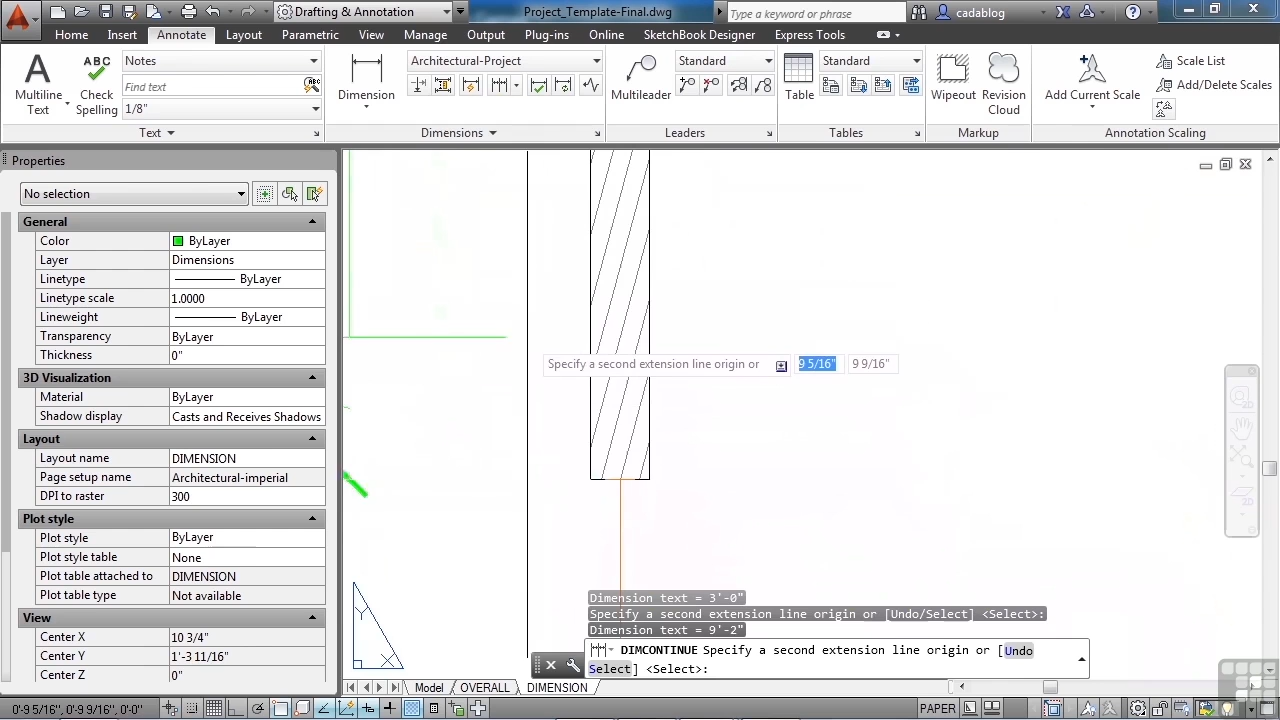 Drafting & Annotation
Project_Template-Final.dwg
Type a keyword or phrase
cadablog
Home Insert Annotate Layout Parametric View Manage Output Plug-ins Online SketchBook Designer Express Tools
Notes
Find text
1/8"
Multiline Text
ABC
Check Spelling
Text
Dimension
Architectural-Project
Dimensions
Multileader
Standard
Leaders
Table
Standard
Tables
Wipeout
Revision Cloud
Markup
Add Current Scale
Scale List
Add/Delete Scales
Annotation Scaling
Properties
No selection
General
Color ByLayer
Layer Dimensions
Linetype ByLayer
Linetype scale 1.0000
Lineweight ByLayer
Transparency ByLayer
Thickness 0"
3D Visualization
Material ByLayer
Shadow display Casts and Receives Shadows
Layout
Layout name DIMENSION
Page setup name Architectural-imperial
DPI to raster 300
Plot style
Plot style ByLayer
Plot style table None
Plot table attached to DIMENSION
Plot table type Not available
View
Center X 10 3/4"
Center Y 1'-3 11/16"
Center Z 0"
Specify a second extension line origin or 9 5/16" 9 9/16"
Y
X
2D
2D
Dimension text = 3'-0"
Specify a second extension line origin or [Undo/Select] <Select>:
Dimension text = 9'-2"
DIMCONTINUE Specify a second extension line origin or [Undo
Select] <Select>:
Model OVERALL DIMENSION
0'-9 5/16", 0'-9 9/16", 0'-0"
PAPER